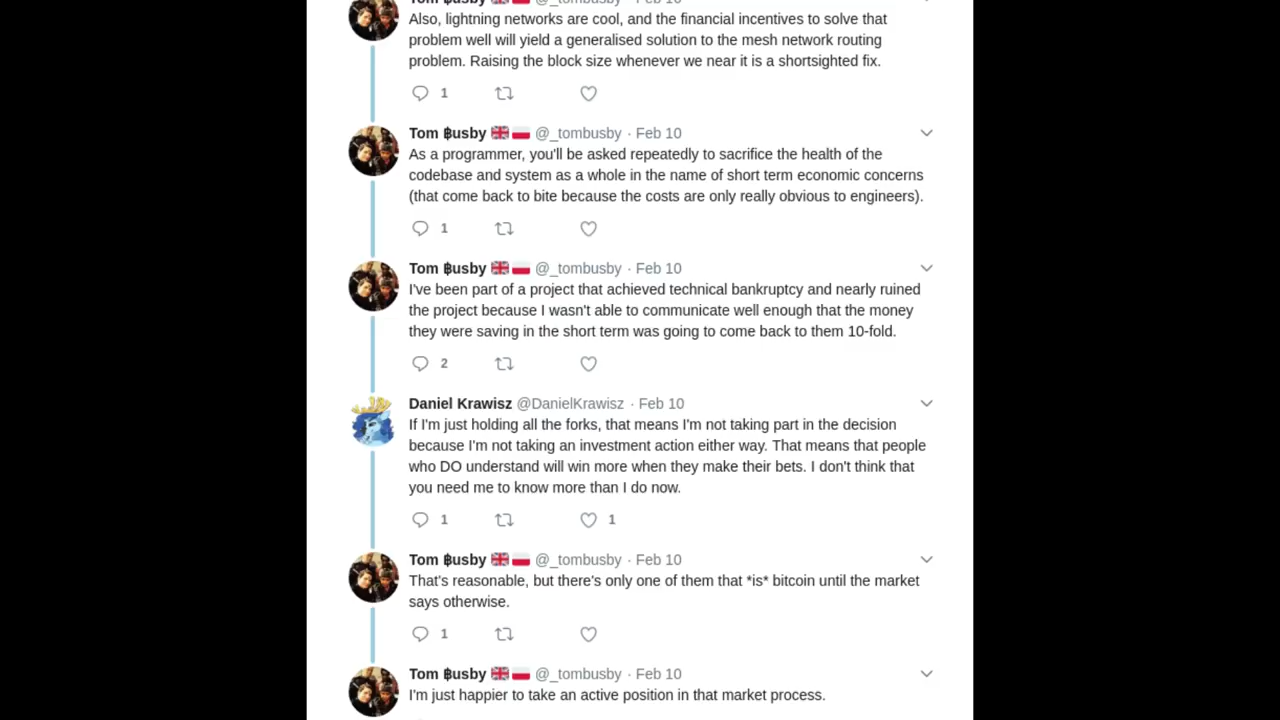 Tom ฿usby 🇬🇧🇵🇱 @_tombusby · Feb 10
Also, lightning networks are cool, and the financial incentives to solve that
problem well will yield a generalised solution to the mesh network routing
problem. Raising the block size whenever we near it is a shortsighted fix.
1
Tom ฿usby 🇬🇧🇵🇱 @_tombusby · Feb 10
As a programmer, you'll be asked repeatedly to sacrifice the health of the
codebase and system as a whole in the name of short term economic concerns
(that come back to bite because the costs are only really obvious to engineers).
1
Tom ฿usby 🇬🇧🇵🇱 @_tombusby · Feb 10
I've been part of a project that achieved technical bankruptcy and nearly ruined
the project because I wasn't able to communicate well enough that the money
they were saving in the short term was going to come back to them 10-fold.
2
Daniel Krawisz @DanielKrawisz · Feb 10
If I'm just holding all the forks, that means I'm not taking part in the decision
because I'm not taking an investment action either way. That means that people
who DO understand will win more when they make their bets. I don't think that
you need me to know more than I do now.
1 1
Tom ฿usby 🇬🇧🇵🇱 @_tombusby · Feb 10
That's reasonable, but there's only one of them that *is* bitcoin until the market
says otherwise.
1
Tom ฿usby 🇬🇧🇵🇱 @_tombusby · Feb 10
I'm just happier to take an active position in that market process.